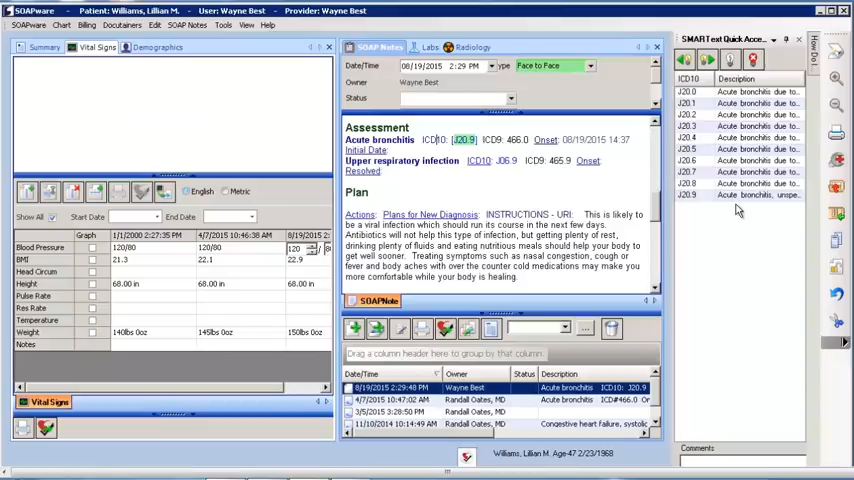 SOAPware - Patient: Williams, Lillian M. User: Wayne Best - Provider: Wayne Best
SOAPware Chart Billing Docutainers Edit SOAP Notes Tools View Help
Summary Vital Signs Demographics
English Metric
Show All Start Date End Date
Graph 1/1/2000 2:27:35 PM 4/7/2015 10:46:38 AM 8/19/2015
Blood Pressure 120/80 120/80 120 /
BMI 21.3 22.1 22.9
Head Circum
Height 68.00 in 68.00 in 68.00 in
Pulse Rate
Res Rate
Temperature
Weight 140lbs 0oz 145lbs 0oz 150lbs 0oz
Notes
Vital Signs
SOAP Notes Labs Radiology
Date/Time 08/19/2015 2:29 PM Type Face to Face
Owner Wayne Best
Status
Assessment
Acute bronchitis ICD10: [J20.9] ICD9: 466.0 Onset: 08/19/2015 14:37
Initial Date:
Upper respiratory infection ICD10: J06.9 ICD9: 465.9 Onset:
Resolved:
Plan
Actions: Plans for New Diagnosis: INSTRUCTIONS - URI: This is likely to
be a viral infection which should run its course in the next few days.
Antibiotics will not help this type of infection, but getting plenty of rest,
drinking plenty of fluids and eating nutritious meals should help your body to
get well sooner. Treating symptoms such as nasal congestion, cough or
fever and body aches with over the counter cold medications may make you
more comfortable while your body is healing.
SOAPNote
...
Drag a column header here to group by that column.
Date/Time Owner Status Description
8/19/2015 2:29:48 PM Wayne Best Acute bronchitis ICD10: J20.9
4/7/2015 10:47:02 AM Randall Oates, MD Acute bronchitis ICD#466.0 On
3/5/2015 3:28:50 PM Randall Oates, MD
11/10/2014 10:14:49 AM Randall Oates, MD Congestive heart failure, systolic
Williams, Lillian M. Age-47 2/23/1968
SMARText Quick Acce...
ICD10 Description
J20.0 Acute bronchitis due to..
J20.1 Acute bronchitis due to..
J20.2 Acute bronchitis due to..
J20.3 Acute bronchitis due to..
J20.4 Acute bronchitis due to..
J20.5 Acute bronchitis due to..
J20.6 Acute bronchitis due to..
J20.7 Acute bronchitis due to..
J20.8 Acute bronchitis due to..
J20.9 Acute bronchitis, unspe..
Comments
How Do I...